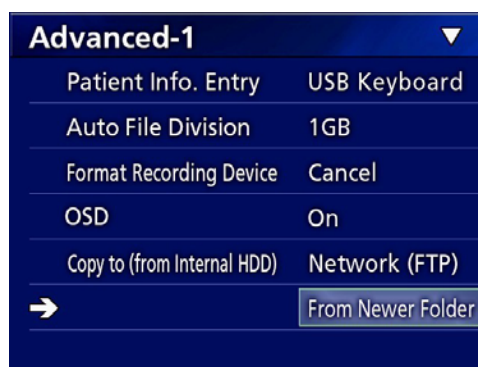 Advanced-1 ▼
Patient Info. Entry USB Keyboard
Auto File Division 1GB
Format Recording Device Cancel
OSD On
Copy to (from Internal HDD) Network (FTP)
➔ From Newer Folder